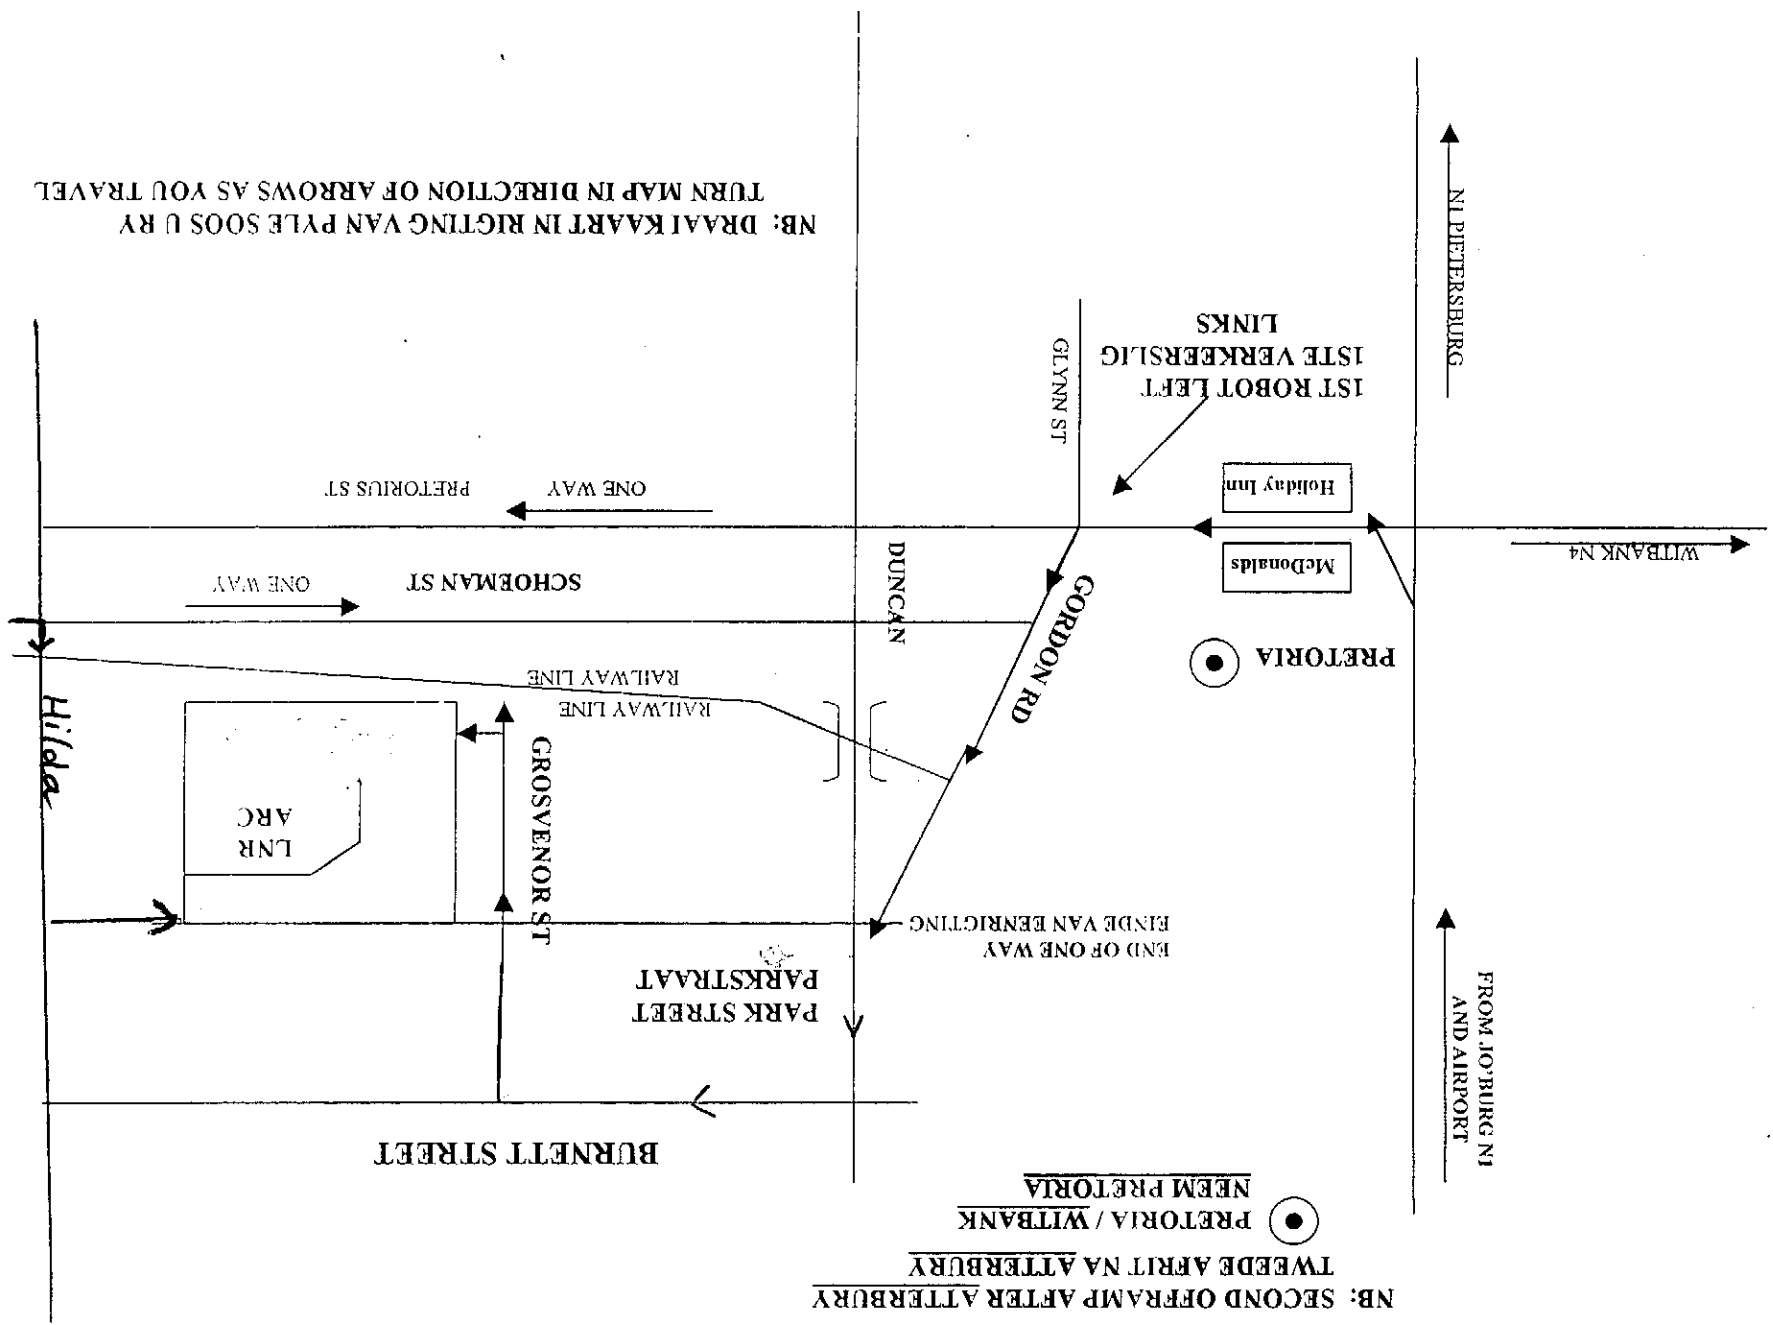 NB: SECOND OFFRAMP AFTER ATTERBURY
TWEEDE AFRIT NA ATTERBURY
PRETORIA / WITBANK
NEEM PRETORIA
BURNETT STREET
FROM JO'BURG N1
AND AIRPORT
PARK STREET
PARKSTRAAT
END OF ONE WAY
EINDE VAN EENRIGTING
GROSVENOR ST
LNR
ARC
Hilda
RAILWAY LINE
RAILWAY LINE
GORDON RD
PRETORIA
DUNCAN
SCHOEMAN ST
ONE WAY
McDonalds
WITBANK N4
Holiday Inn
ONE WAY
PRETORIUS ST
GLYNN ST
1ST ROBOT LEFT
1STE VERKEERSLIG
LINKS
N1 PIETERSBURG
NB: DRAAI KAART IN RIGTING VAN PYLE SOOS U RY
TURN MAP IN DIRECTION OF ARROWS AS YOU TRAVEL